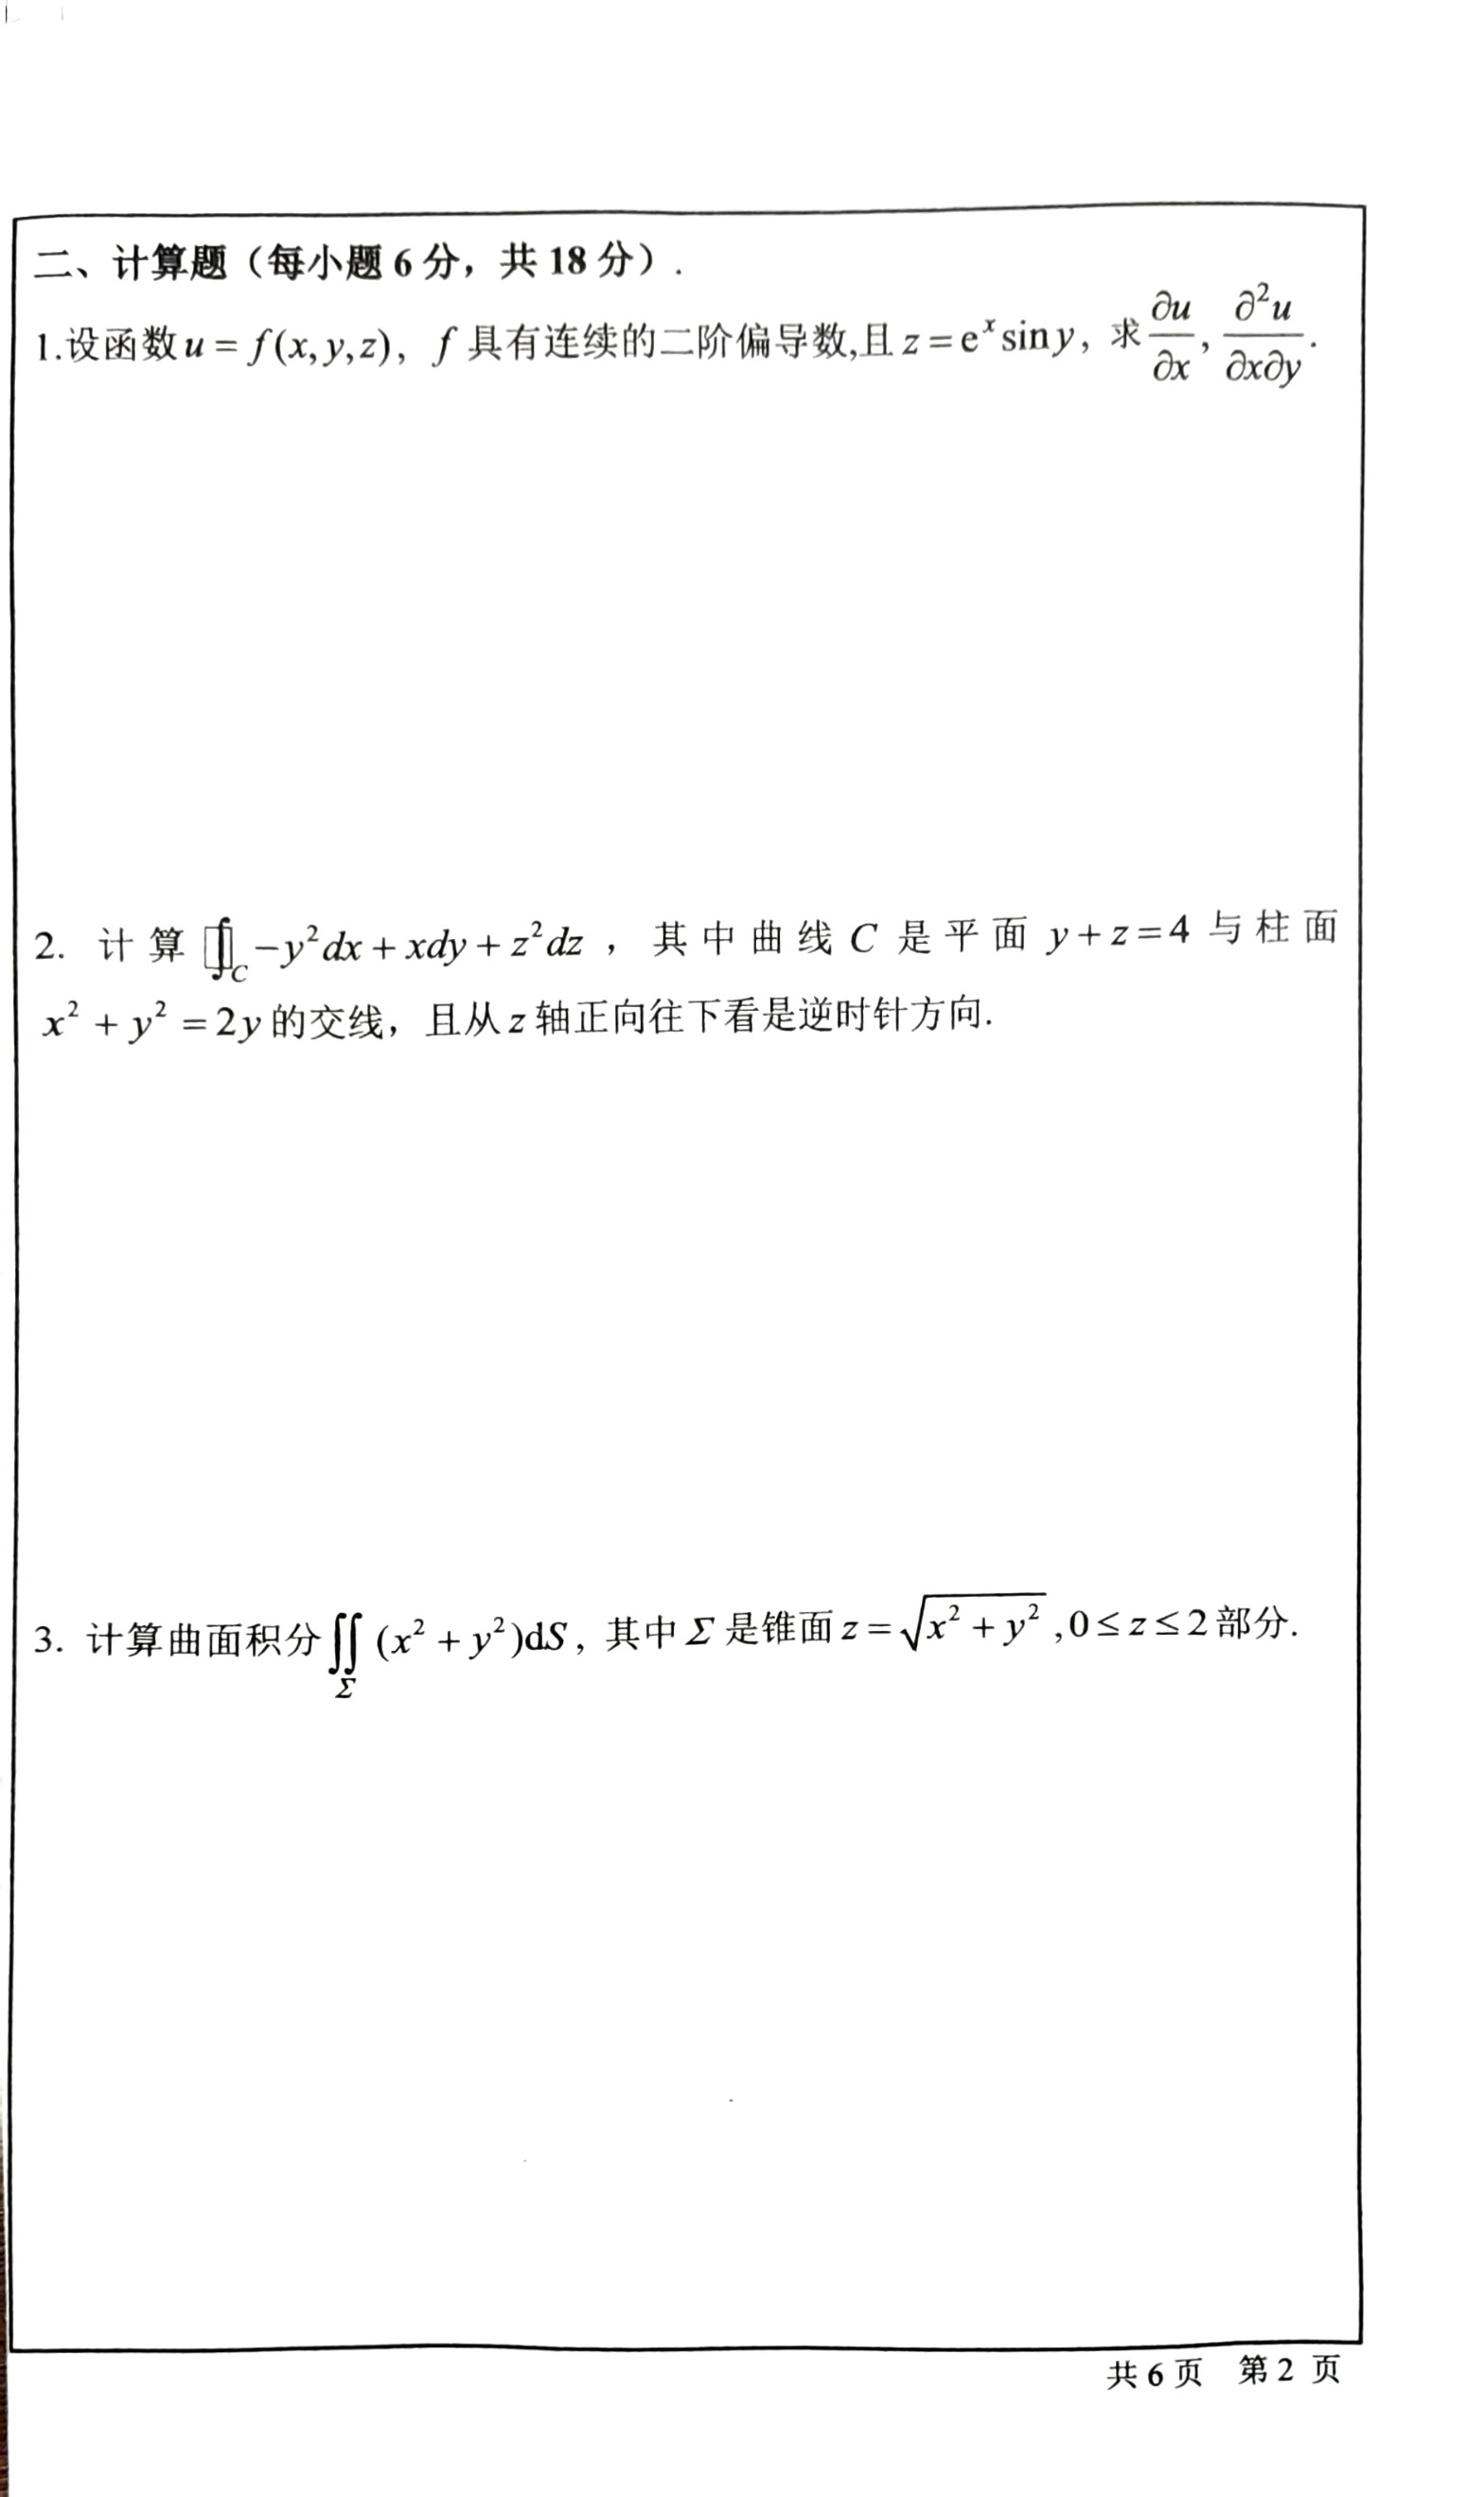 二、计算题（每小题 6 分，共 18 分）.
1.设函数 u = f(x, y, z)，f 具有连续的二阶偏导数,且 z = e^x sin y，求 ∂u/∂x, ∂²u/∂x∂y.
2. 计算 ∮_C −y²dx + xdy + z²dz，其中曲线 C 是平面 y+z=4 与柱面
x² + y² = 2y 的交线，且从 z 轴正向往下看是逆时针方向.
3. 计算曲面积分 ∬_Σ (x² + y²)dS，其中 Σ 是锥面 z = √(x² + y²) ,0 ≤ z ≤ 2 部分.
共 6 页 第 2 页